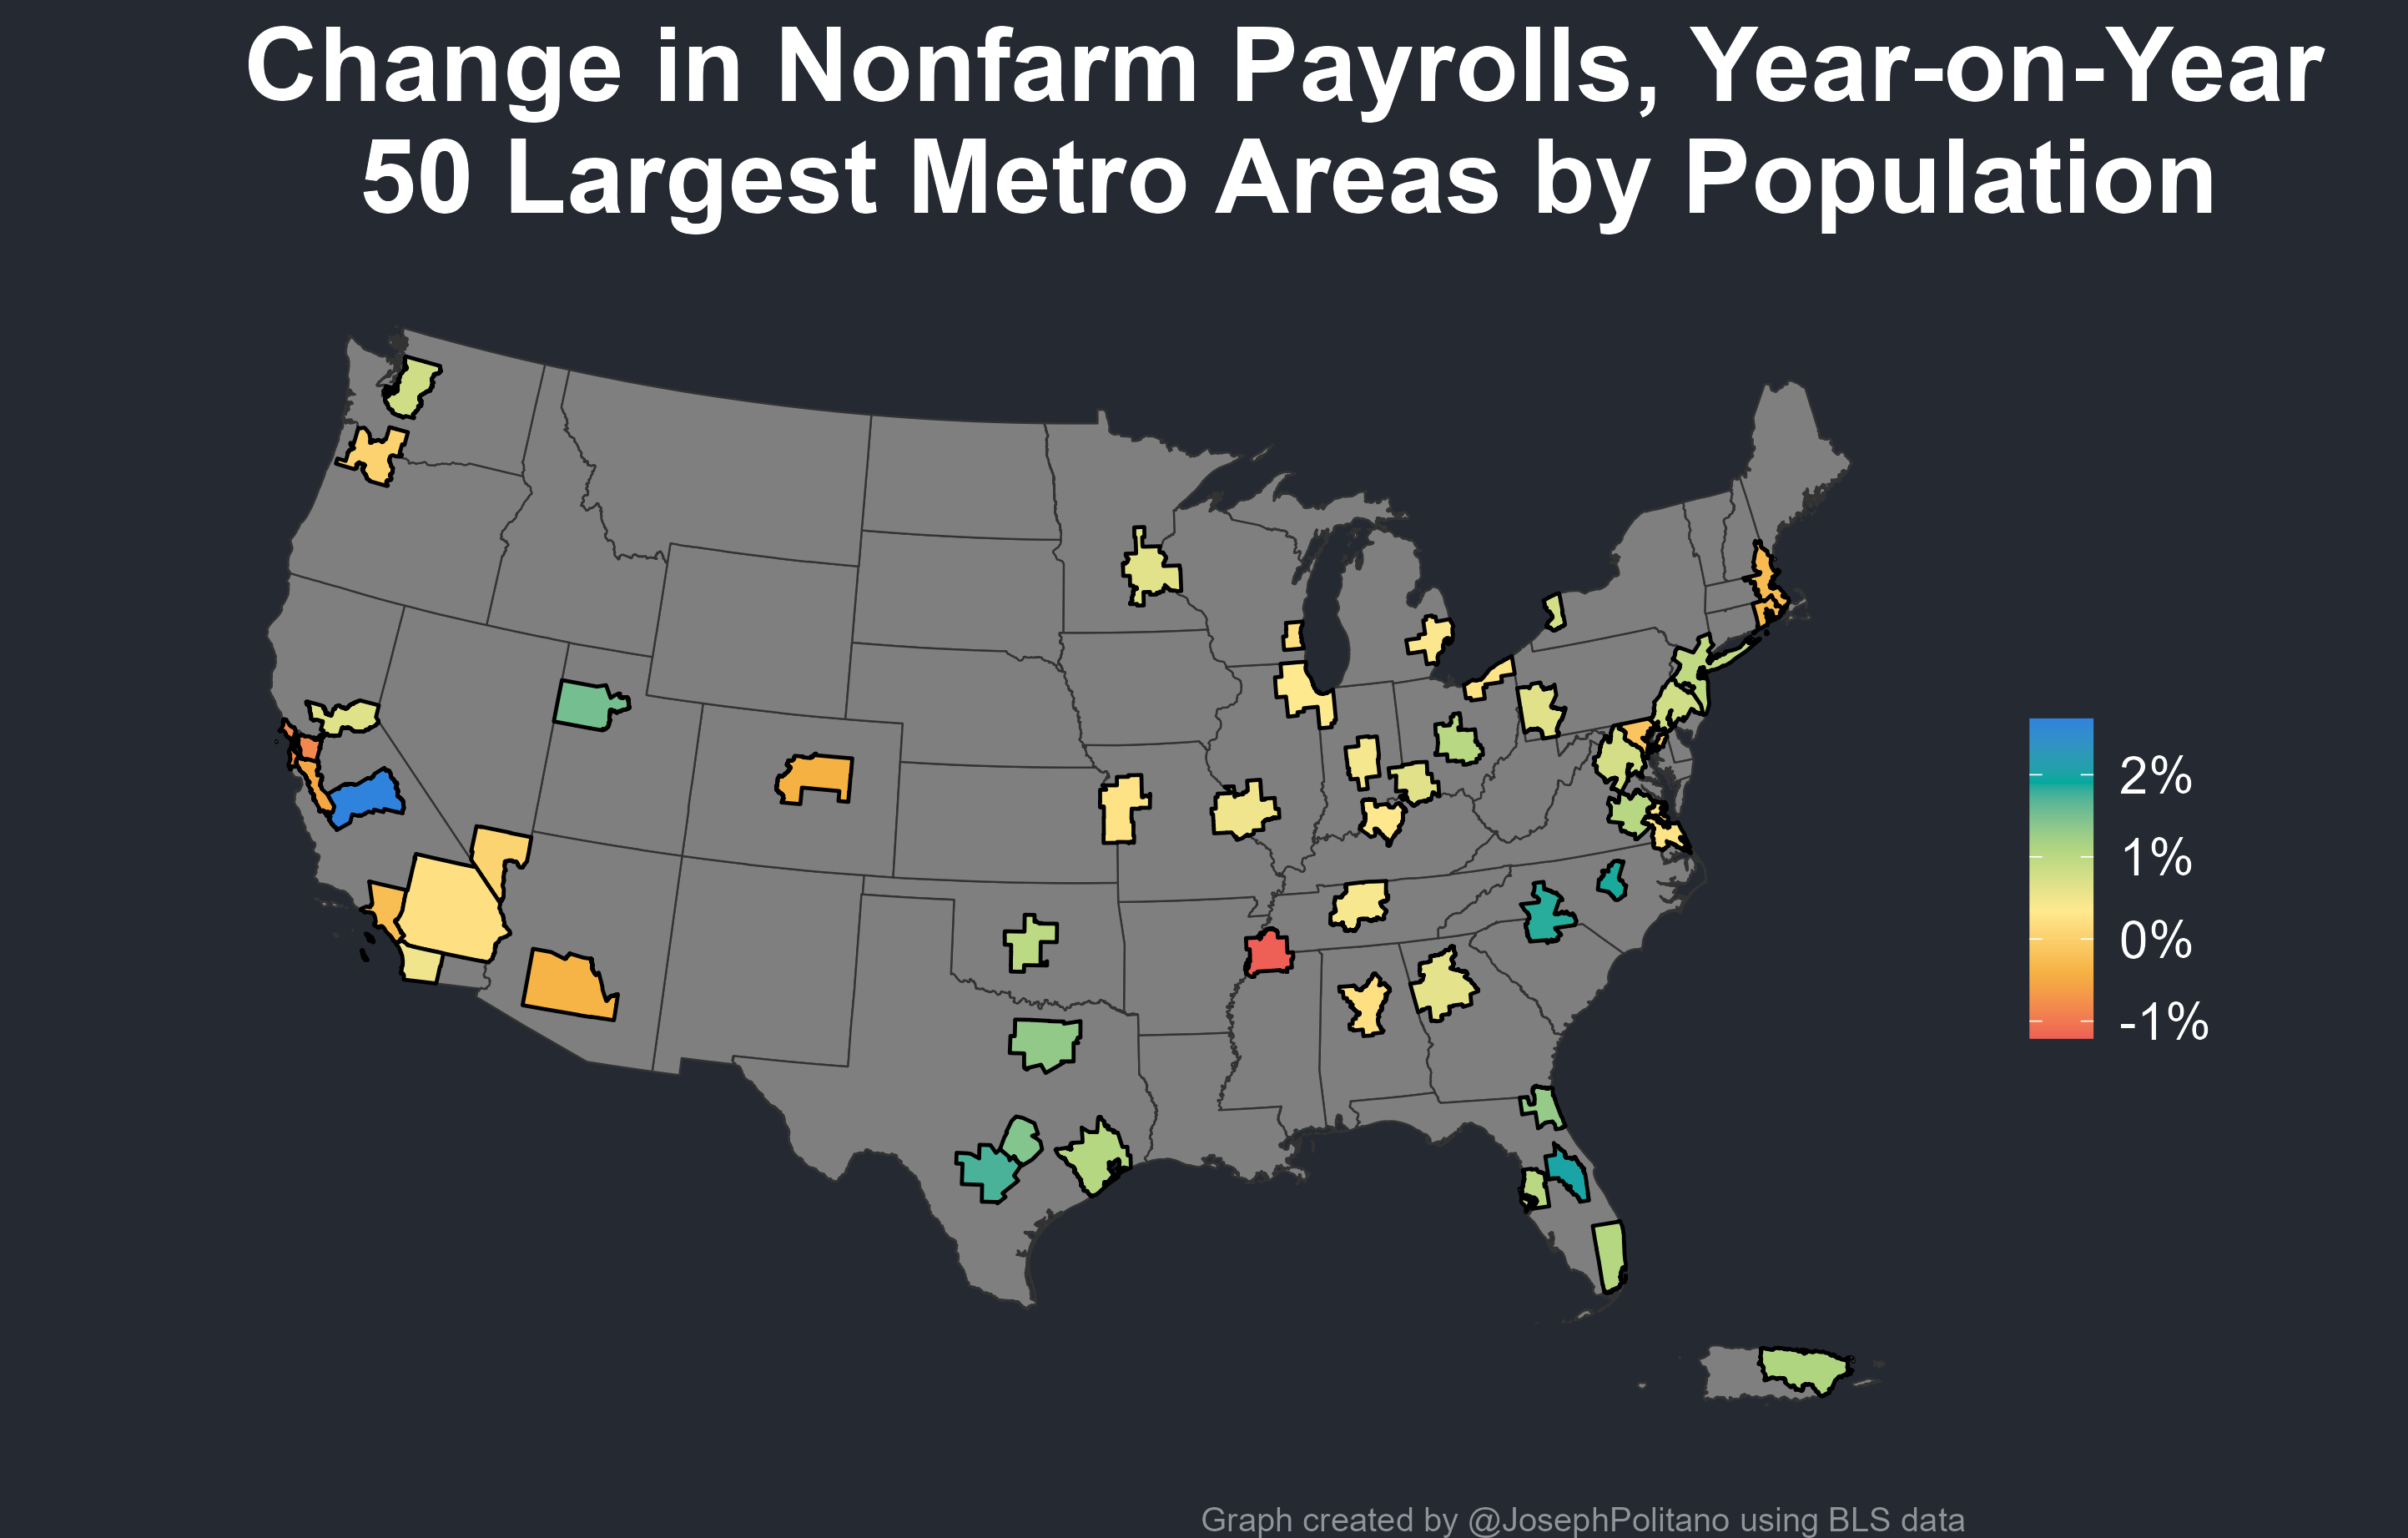 Change in Nonfarm Payrolls, Year-on-Year
50 Largest Metro Areas by Population
2%
1%
0%
-1%
Graph created by @JosephPolitano using BLS data